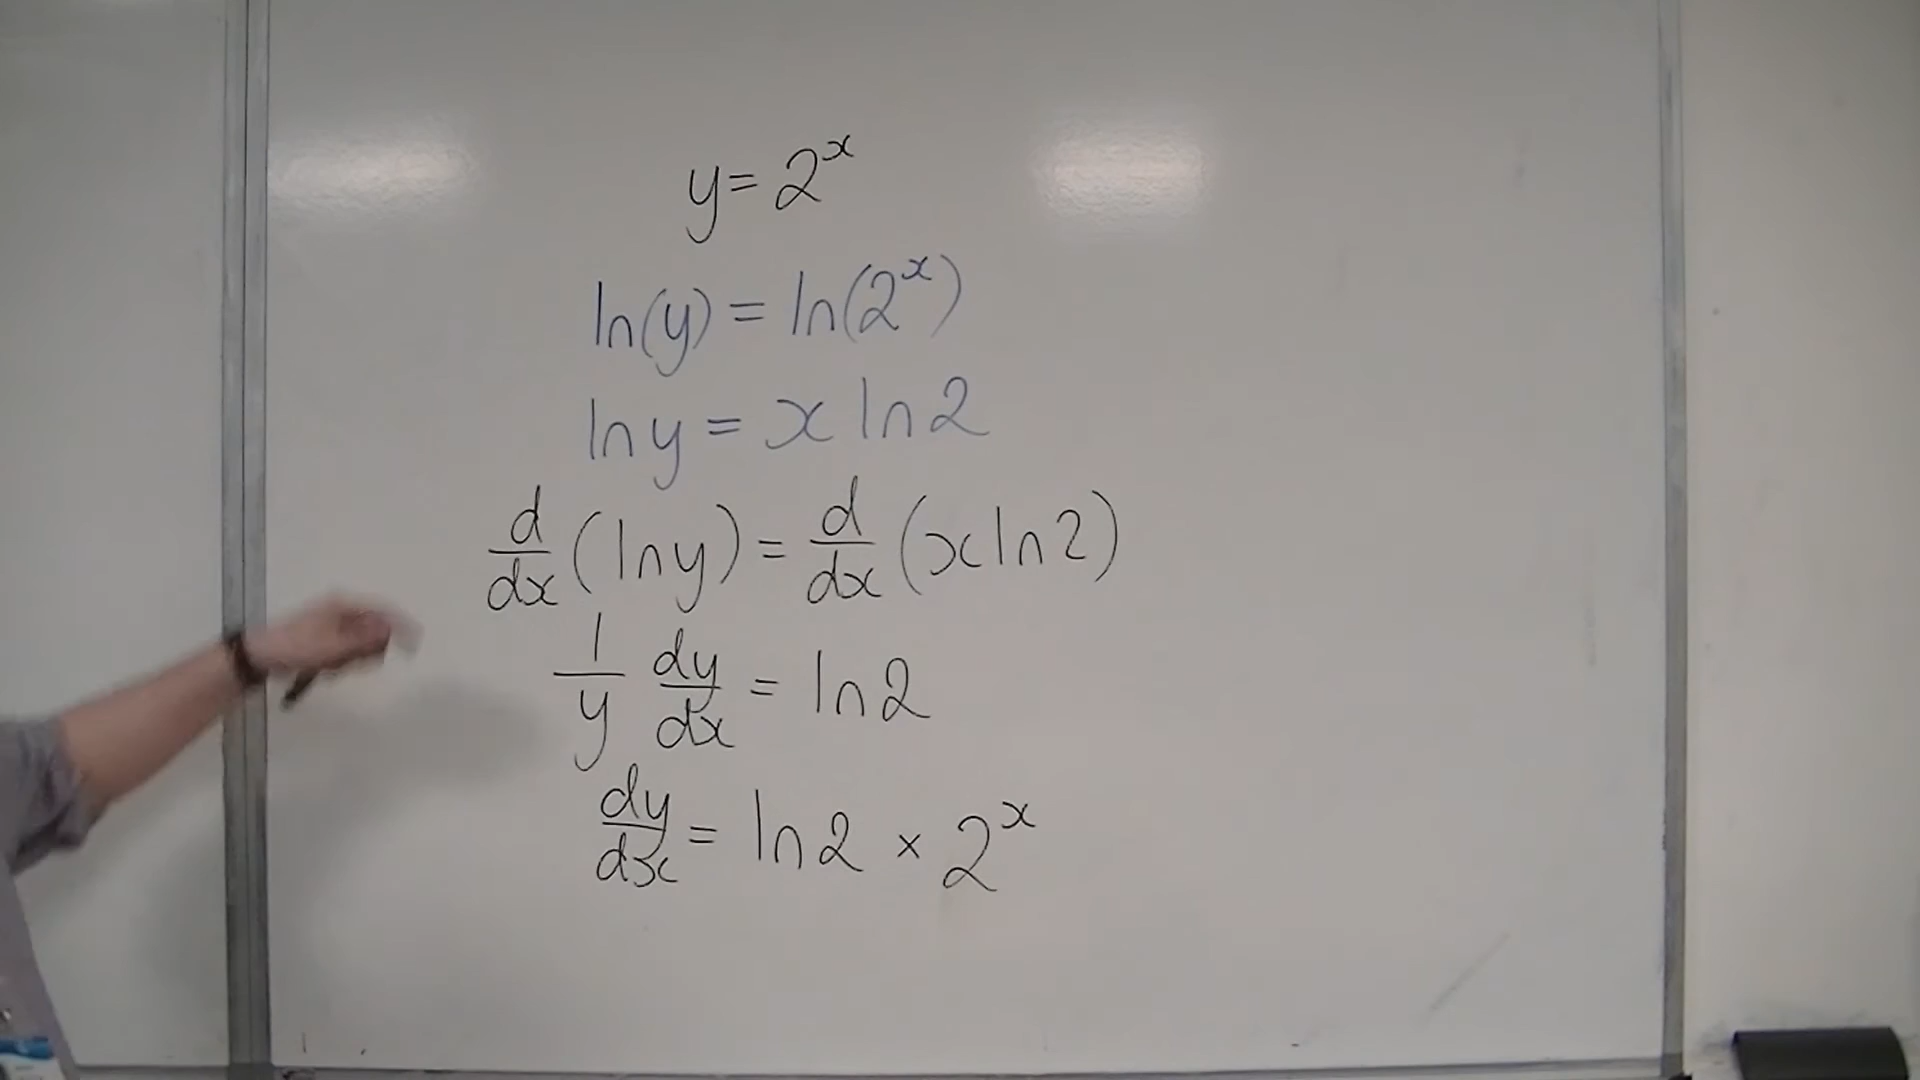 y = 2^x
ln(y) = ln(2^x)
ln y = x ln 2
d/dx (ln y) = d/dx (x ln 2)
1/y dy/dx = ln 2
dy/dx = ln 2 × 2^x